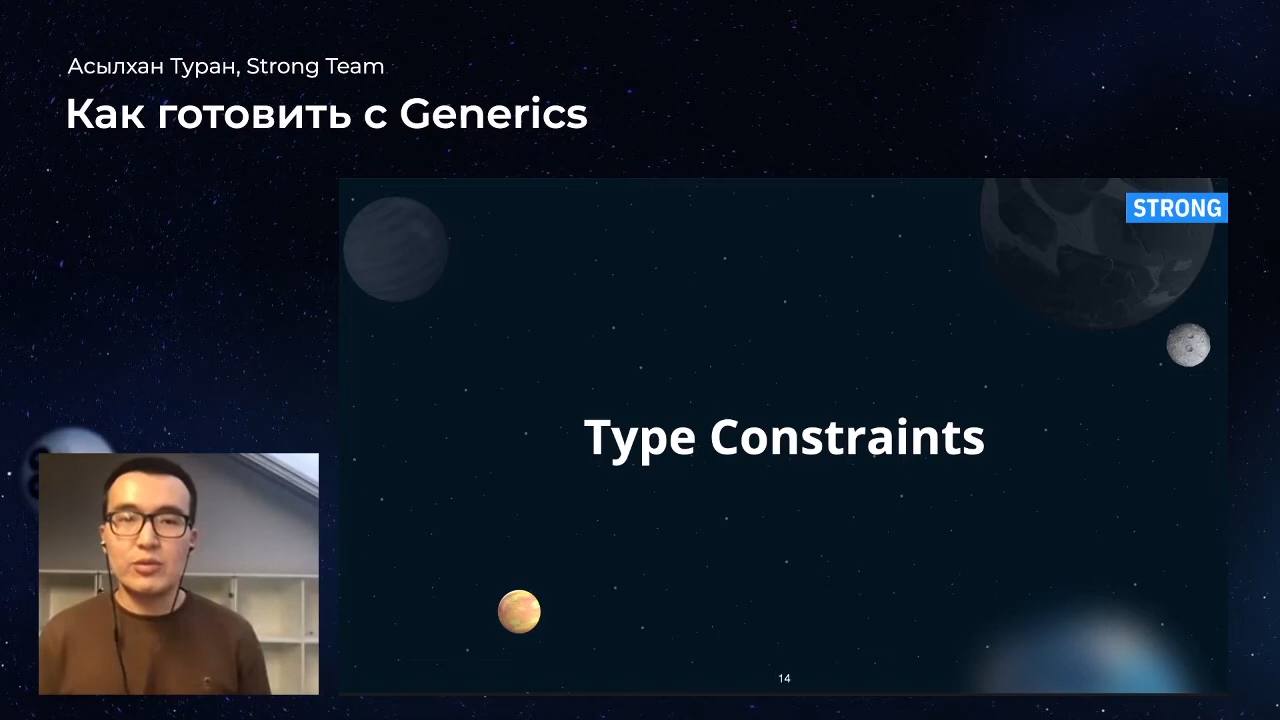 Асылхан Туран, Strong Team
Как готовить с Generics
STRONG
Type Constraints
14